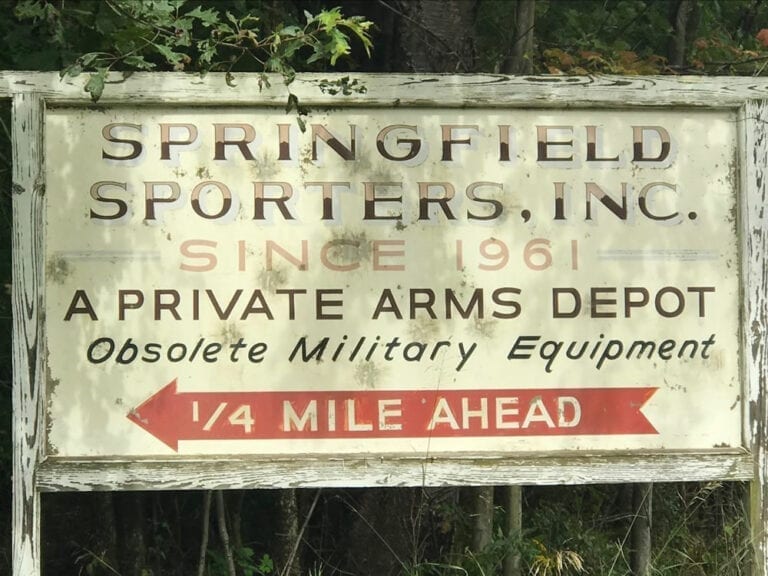 SPRINGFIELD
SPORTERS, INC.
SINCE 1961
A PRIVATE ARMS DEPOT
Obsolete Military Equipment
1/4 MILE AHEAD